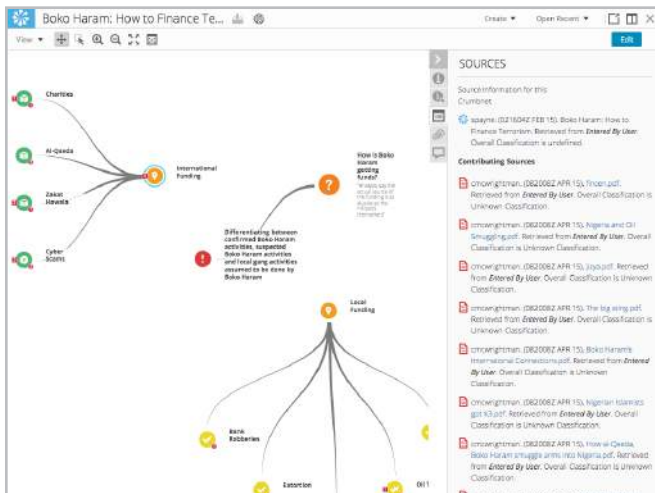 Boko Haram: How to Finance Te...
Create
Open Recent
View
Edit
Charities
Al-Qaeda
Zakat
Hawala
Cyber
Scams
International
Funding
How is Boko
Haram
getting
funds?
Differentiating between
confirmed Boko Haram
activities, suspected
Boko Haram activities
and local gang activities
assumed to be done by
Boko Haram
Local
Funding
Bank
Robberies
Extortion
Oil
SOURCES
Source Information for this
Crumbnet
spayne. (021604Z FEB 15). Boko Haram: How to
Finance Terrorism. Retrieved from Entered By User.
Overall Classification is undefined
Contributing Sources
cmcwrightman. (082008Z APR 15). fincen.pdf.
Retrieved from Entered By User. Overall Classification is
Unknown Classification.
cmcwrightman. (082008Z APR 15). Nigeria and Oil
Smuggling.pdf. Retrieved from Entered By User. Overall
Classification is Unknown Classification.
cmcwrightman. (082008Z APR 15). Retrieved
from Entered By User. Overall Classification is Unknown
Classification.
cmcwrightman. (082008Z APR 15). The big sting.pdf.
Retrieved from Entered By User. Overall Classification is
Unknown Classification.
cmcwrightman. (082008Z APR 15). Boko Haram's
International Connections.pdf. Retrieved from Entered
By User. Overall Classification is Unknown
Classification.
cmcwrightman. (082008Z APR 15). Nigerian Islamists
got .pdf. Retrieved from Entered By User. Overall
Classification is Unknown Classification.
cmcwrightman. (082008Z APR 15). How al-Qaeda,
Boko Haram smuggle arms into Nigeria.pdf. Retrieved
from Entered By User. Overall Classification is Unknown
Classification.